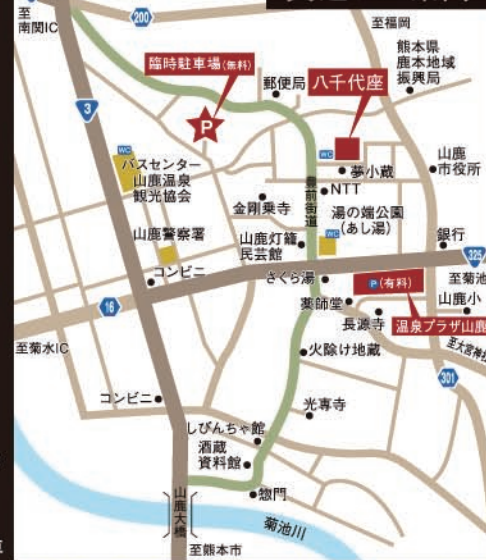 至
南関IC
200
至福岡
熊本県
鹿本地域
振興局
臨時駐車場(無料)
郵便局
八千代座
3
P
WC
バスセンター
山鹿温泉
観光協会
WC
夢小蔵
山鹿
市役所
NTT
豊前街道
金剛乗寺
湯の端公園
(あし湯)
WC
山鹿警察署
山鹿灯籠
民芸館
銀行
325
コンビニ
さくら湯
P(有料)
至菊池
16
薬師堂
山鹿小
長源寺
温泉プラザ山鹿
至菊水IC
火除け地蔵
至大宮神社
301
コンビニ
光専寺
しびんちゃ館
酒蔵
資料館
惣門
山鹿大橋
菊池川
至熊本市